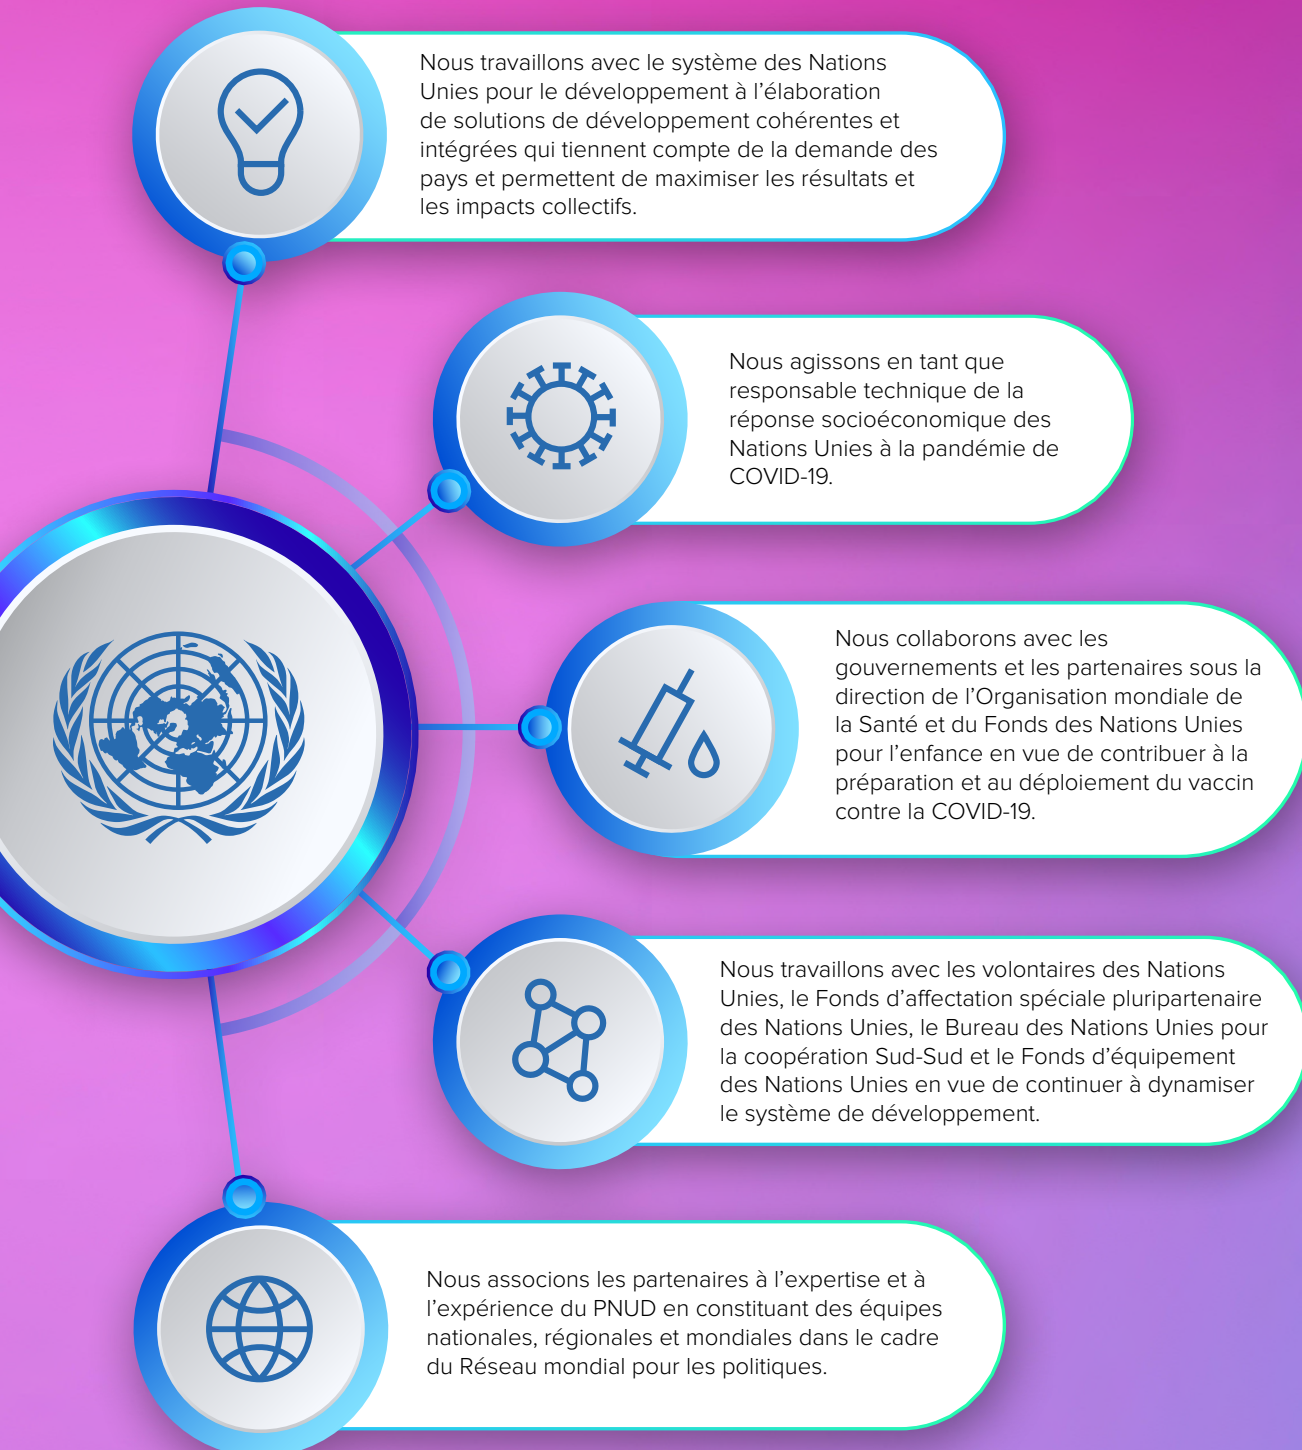 Nous travaillons avec le système des Nations
Unies pour le développement à l’élaboration
de solutions de développement cohérentes et
intégrées qui tiennent compte de la demande des
pays et permettent de maximiser les résultats et
les impacts collectifs.
Nous agissons en tant que
responsable technique de la
réponse socioéconomique des
Nations Unies à la pandémie de
COVID-19.
Nous collaborons avec les
gouvernements et les partenaires sous la
direction de l’Organisation mondiale de
la Santé et du Fonds des Nations Unies
pour l’enfance en vue de contribuer à la
préparation et au déploiement du vaccin
contre la COVID-19.
Nous travaillons avec les volontaires des Nations
Unies, le Fonds d’affectation spéciale pluripartenaire
des Nations Unies, le Bureau des Nations Unies pour
la coopération Sud-Sud et le Fonds d’équipement
des Nations Unies en vue de continuer à dynamiser
le système de développement.
Nous associons les partenaires à l’expertise et à
l’expérience du PNUD en constituant des équipes
nationales, régionales et mondiales dans le cadre
du Réseau mondial pour les politiques.